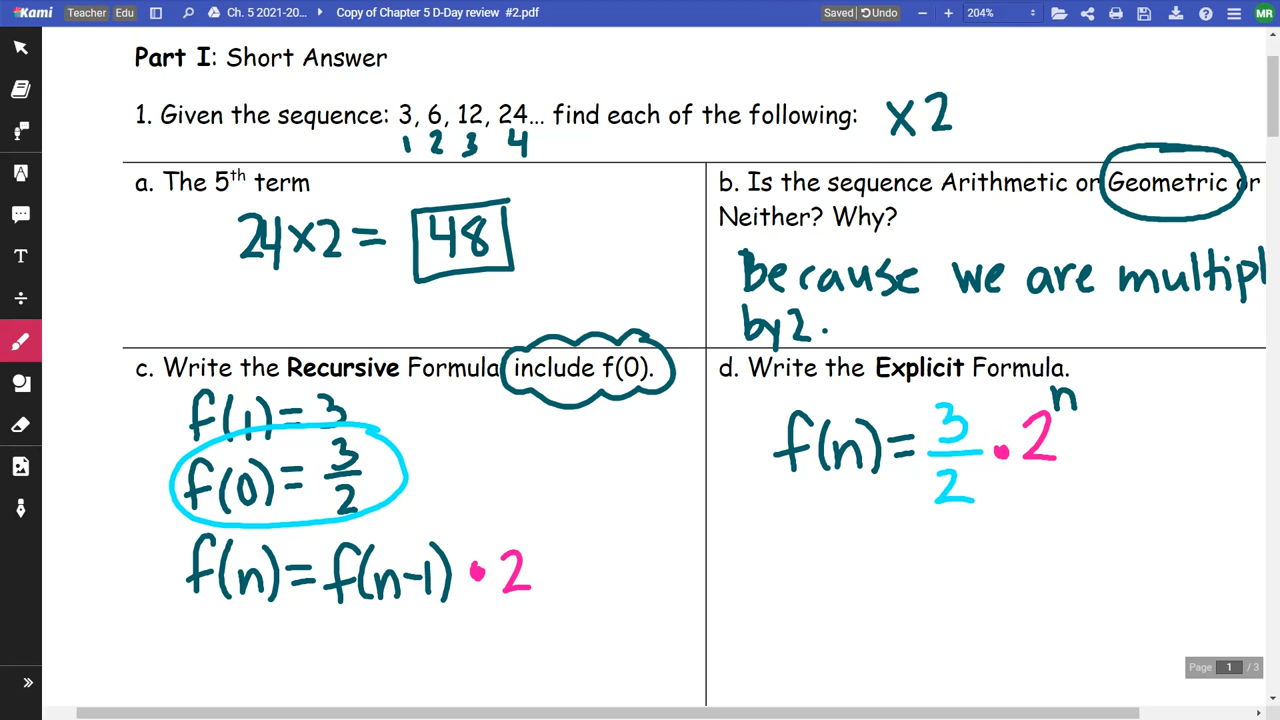 Kami Teacher Edu Ch. 5 2021-20... Copy of Chapter 5 D-Day review #2.pdf Saved Undo 204% MR
Part I: Short Answer
1. Given the sequence: 3, 6, 12, 24... find each of the following: x2
1 2 3 4
a. The 5th term
24x2= 48
b. Is the sequence Arithmetic or Geometric or
Neither? Why?
because we are multipl
by 2.
c. Write the Recursive Formula include f(0).
f(1)=3
f(0)= 3/2
f(n)=f(n-1) • 2
d. Write the Explicit Formula.
f(n)= 3/2 • 2^n
Page 1 / 3